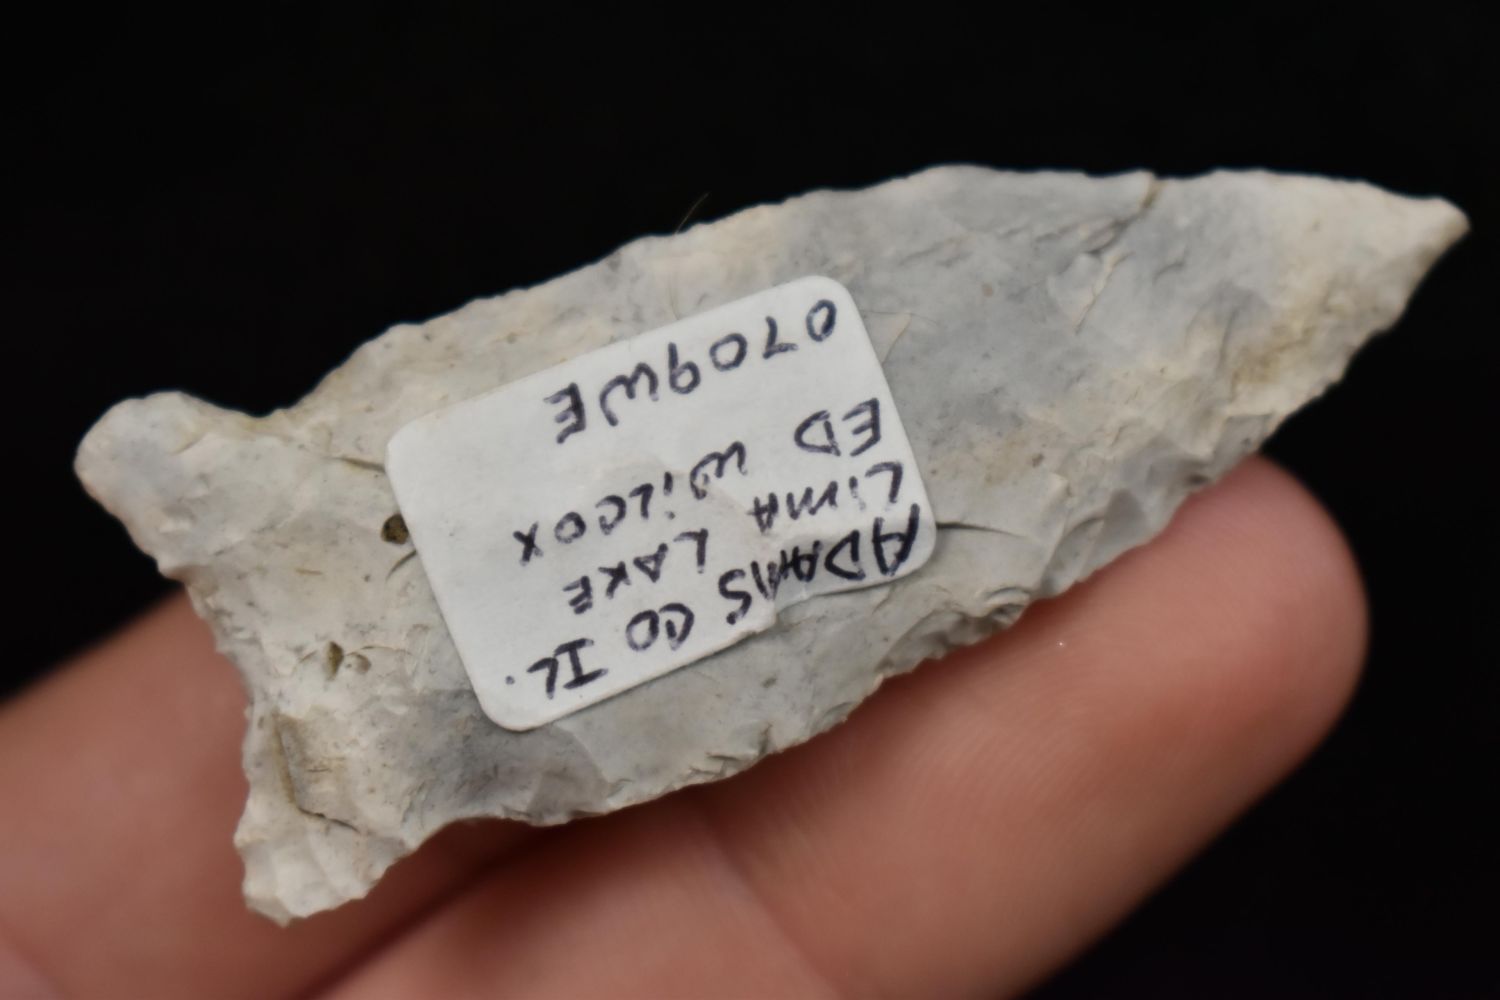 ADAMS CO IL.
LIMA LAKE
ED WILCOX
0709WE